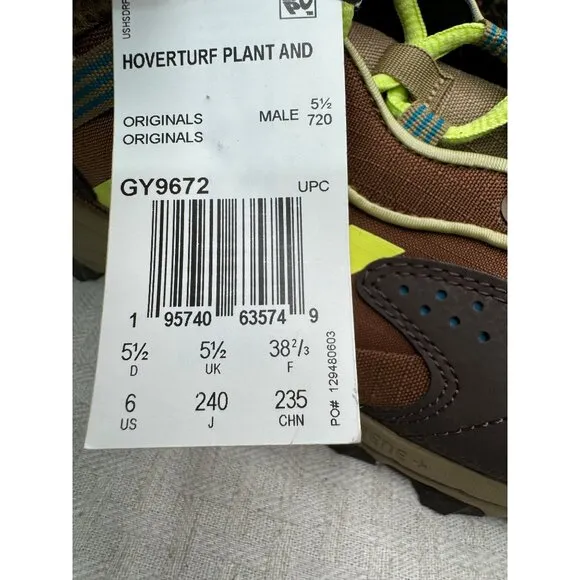 HOVERTURF PLANT AND
ORIGINALS MALE 5½
ORIGINALS 720
GY9672 UPC
1 95740 63574 9
5½ 5½ 38²/₃
D UK F
6 240 235
US J CHN
PO# 129480603